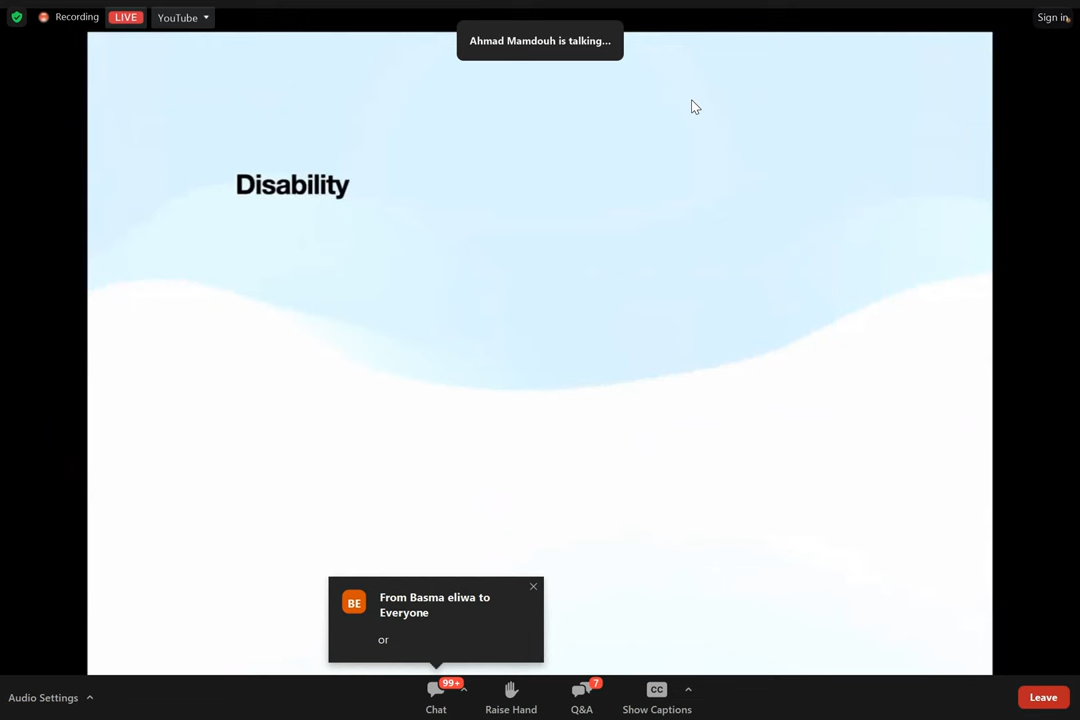 Recording
LIVE
YouTube
Sign in
Ahmad Mamdouh is talking...
Disability
BE
From Basma eliwa to
Everyone
or
Audio Settings
99+
Chat
Raise Hand
7
Q&A
CC
Show Captions
Leave